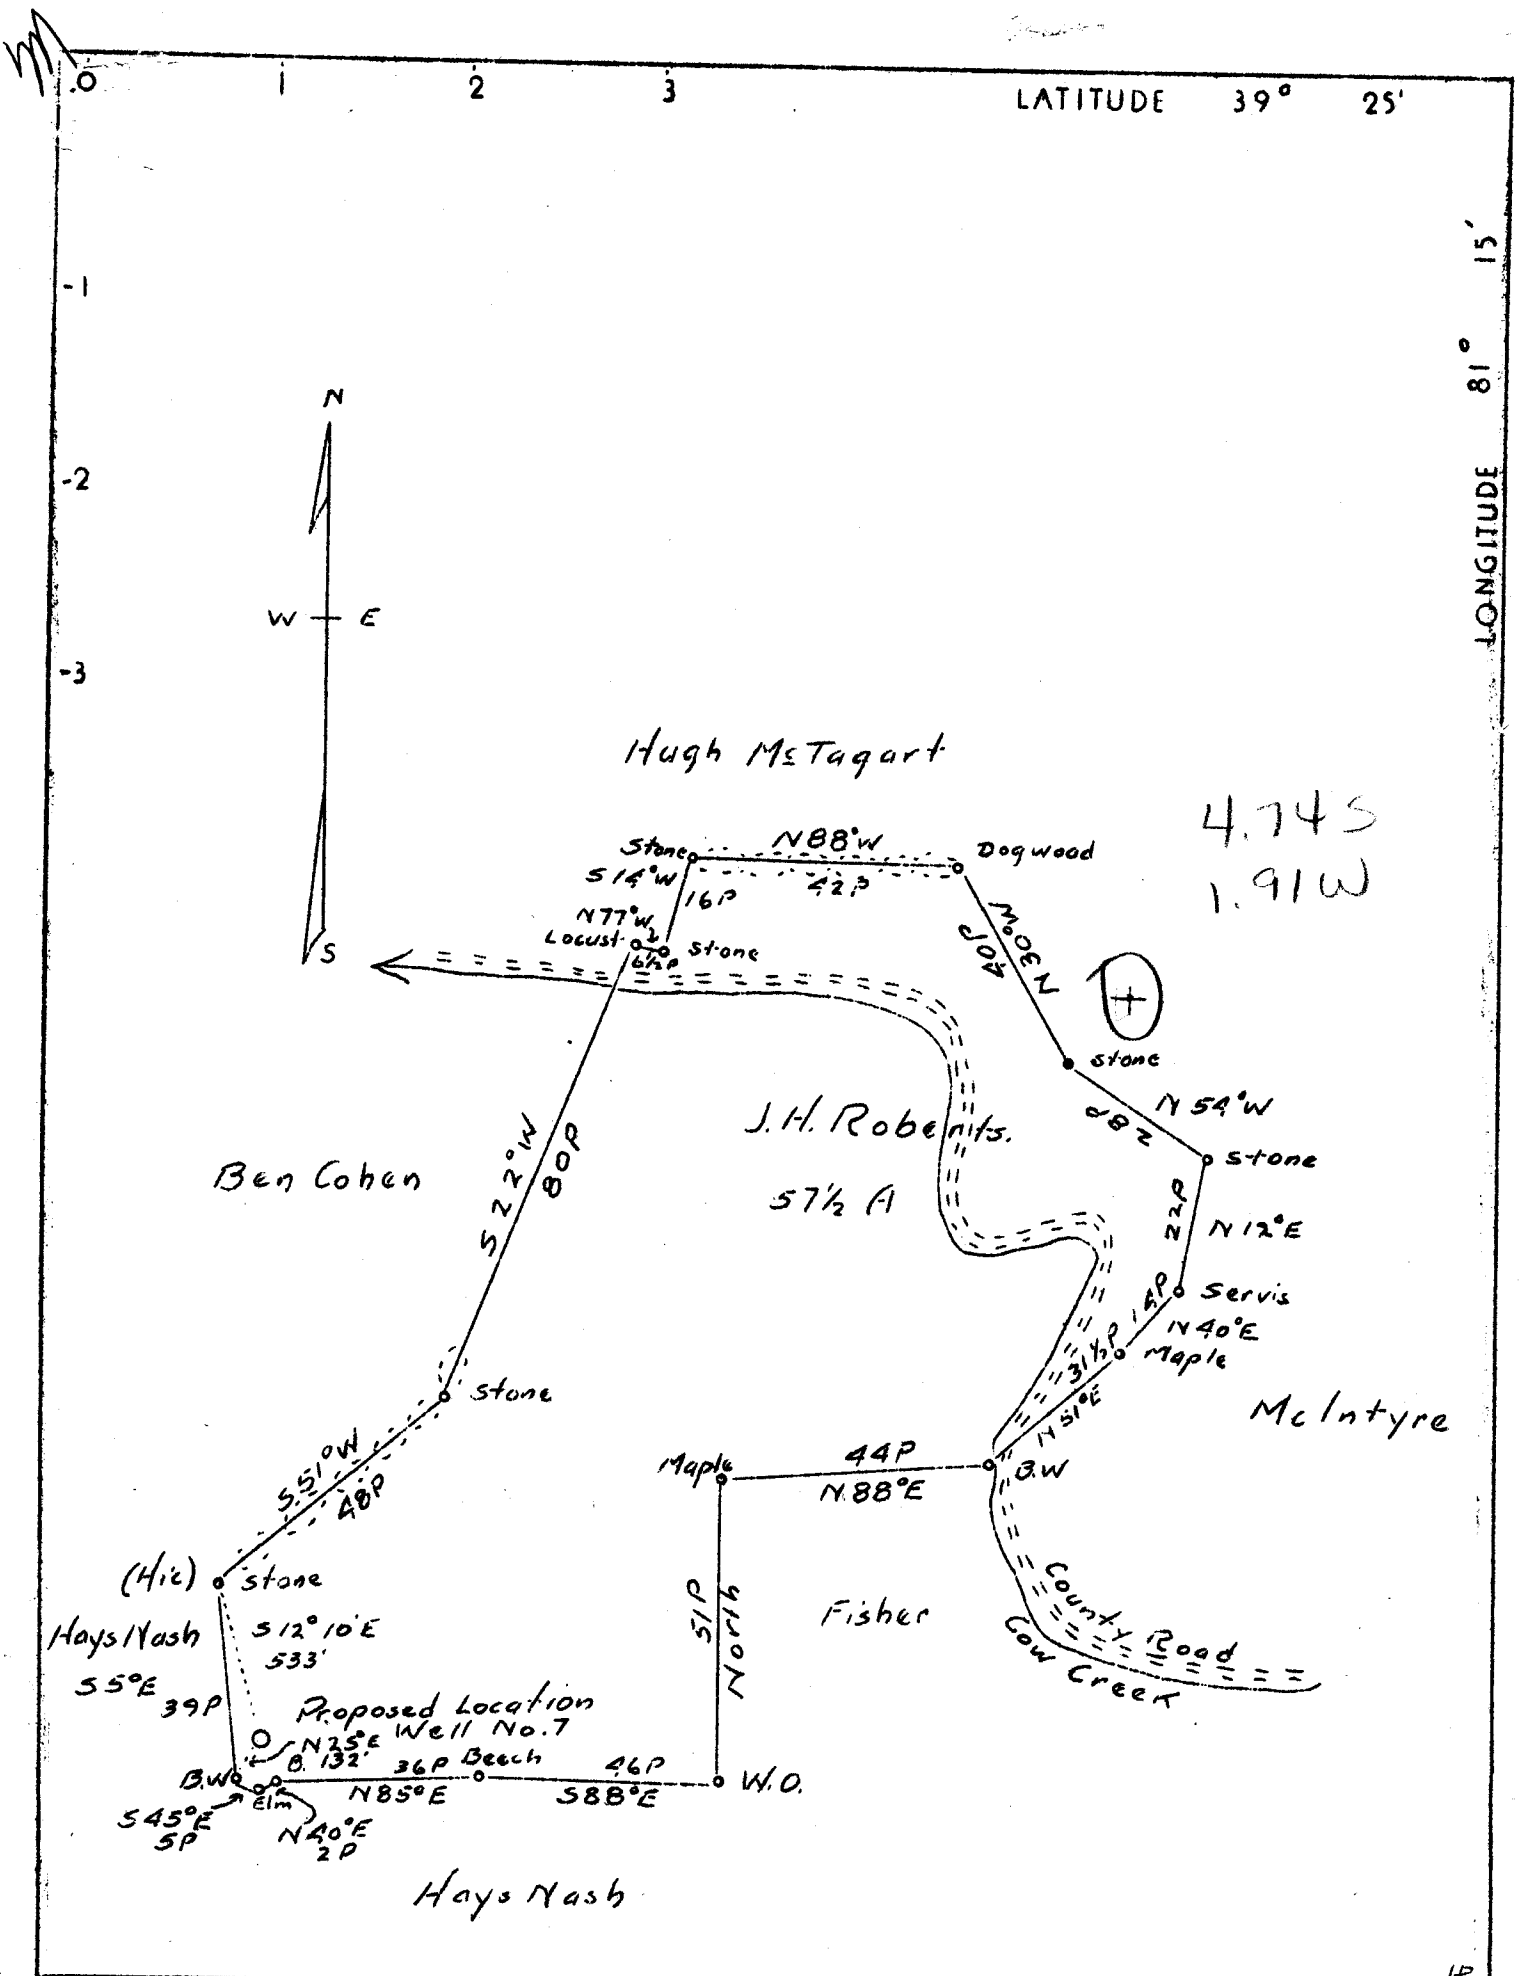 .0 1 2 3
LATITUDE 39° 25'
LONGITUDE 81° 15'
-1
-2
-3
N
W E
S
Hugh McTagart
4.74 S
1.91 W
Stone N88°W Dogwood
42P
S14°W
16P
N77°W
Locust 6½P Stone
N30°W
40P
+
Stone
N54°W
28P
Stone
J.H. Roberts.
57½ A
Ben Cohen
S22°W
80P
22P
N12°E
Servis
14P
N40°E
Maple
31½P
N51°E
McIntyre
Stone
Maple 44P B.W
N.88°E
S51°W
48P
(Hic) Stone
Hays Nash
S12°10'E
533'
S5°E
39P
51P
North
Fisher
County Road
Cow Creek
Proposed Location
Well No.7
N25°E
B. 132'
36P Beech 46P
B.W Elm N85°E S88°E W.O.
S45°E
5P
N40°E
2P
Hays Nash